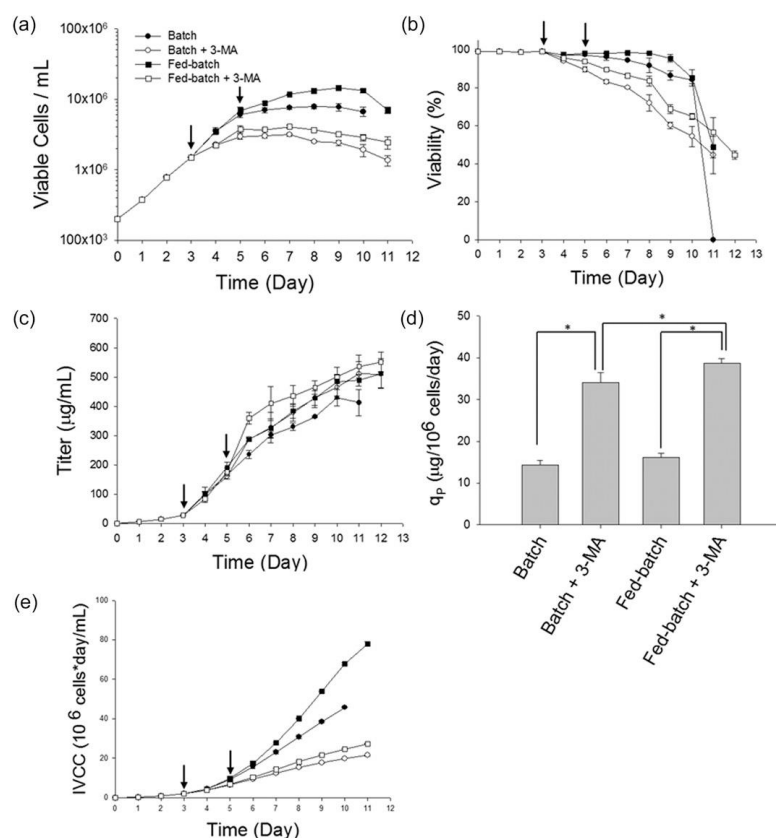 (a)
Viable Cells / mL
100x10⁶
10x10⁶
1x10⁶
100x10³
Batch
Batch + 3-MA
Fed-batch
Fed-batch + 3-MA
0 1 2 3 4 5 6 7 8 9 10 11 12
Time (Day)
(b)
Viability (%)
100
80
60
40
20
0
0 1 2 3 4 5 6 7 8 9 10 11 12 13
Time (Day)
(c)
Titer (µg/mL)
700
600
500
400
300
200
100
0
0 1 2 3 4 5 6 7 8 9 10 11 12 13
Time (Day)
(d)
qₚ (µg/10⁶ cells/day)
50
40
30
20
10
0
*
*
*
Batch
Batch + 3-MA
Fed-batch
Fed-batch + 3-MA
(e)
IVCC (10⁶ cells*day/mL)
100
80
60
40
20
0
0 1 2 3 4 5 6 7 8 9 10 11 12
Time (Day)